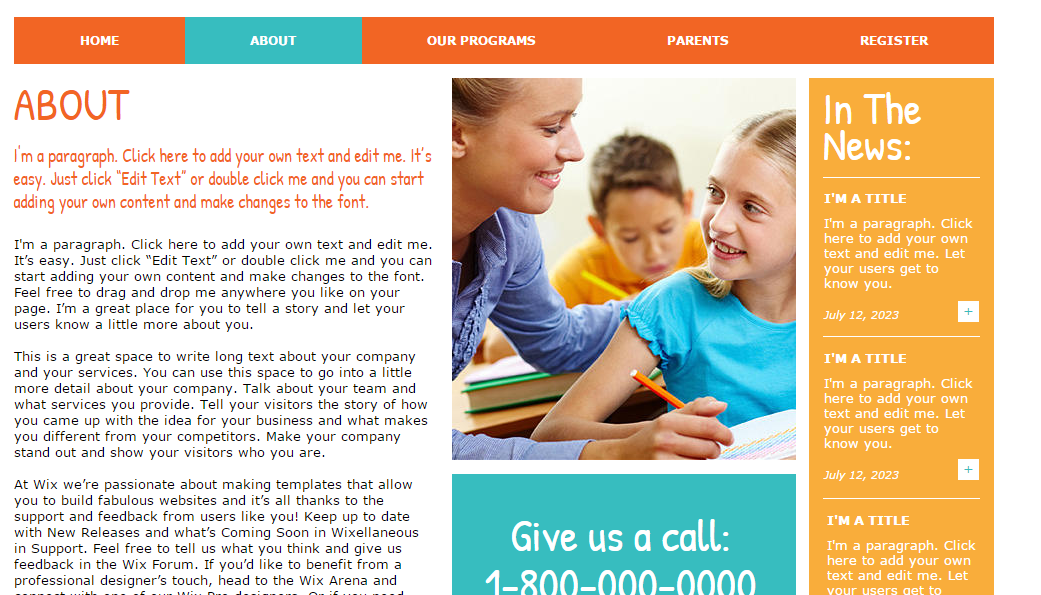 HOME ABOUT OUR PROGRAMS PARENTS REGISTER
ABOUT
I'm a paragraph. Click here to add your own text and edit me. It's
easy. Just click “Edit Text” or double click me and you can start
adding your own content and make changes to the font.
I'm a paragraph. Click here to add your own text and edit me.
It’s easy. Just click “Edit Text” or double click me and you can
start adding your own content and make changes to the font.
Feel free to drag and drop me anywhere you like on your
page. I’m a great place for you to tell a story and let your
users know a little more about you.
This is a great space to write long text about your company
and your services. You can use this space to go into a little
more detail about your company. Talk about your team and
what services you provide. Tell your visitors the story of how
you came up with the idea for your business and what makes
you different from your competitors. Make your company
stand out and show your visitors who you are.
At Wix we’re passionate about making templates that allow
you to build fabulous websites and it’s all thanks to the
support and feedback from users like you! Keep up to date
with New Releases and what’s Coming Soon in Wixellaneous
in Support. Feel free to tell us what you think and give us
feedback in the Wix Forum. If you’d like to benefit from a
professional designer’s touch, head to the Wix Arena and
connect with one of our Wix Pro designers. Or if you need
Give us a call:
1-800-000-0000
In The
News:
I'M A TITLE
I'm a paragraph. Click
here to add your own
text and edit me. Let
your users get to
know you.
July 12, 2023
+
I'M A TITLE
I'm a paragraph. Click
here to add your own
text and edit me. Let
your users get to
know you.
July 12, 2023
+
I'M A TITLE
I'm a paragraph. Click
here to add your own
text and edit me. Let
your users get to